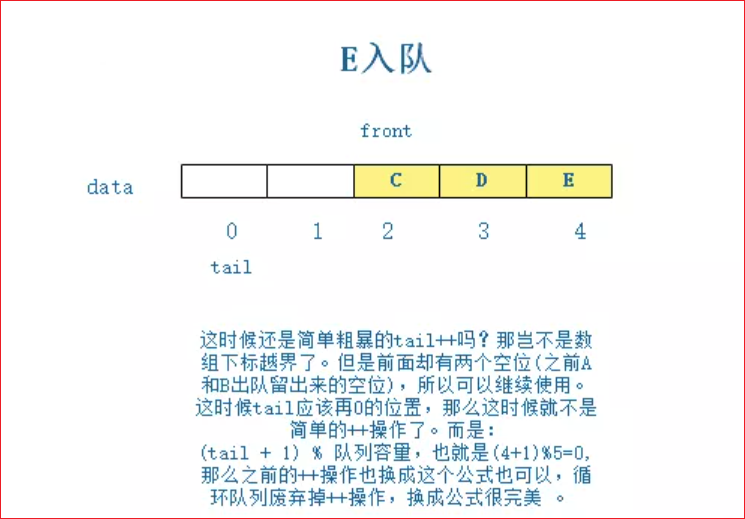 E入队
front
data
C D E
0 1 2 3 4
tail
这时候还是简单粗暴的tail++吗？那岂不是数
组下标越界了。但是前面却有两个空位(之前A
和B出队留出来的空位)，所以可以继续使用。
这时候tail应该再0的位置，那么这时候就不是
简单的++操作了。而是：
(tail + 1) % 队列容量，也就是(4+1)%5=0,
那么之前的++操作也换成这个公式也可以，循
环队列废弃掉++操作，换成公式很完美 。